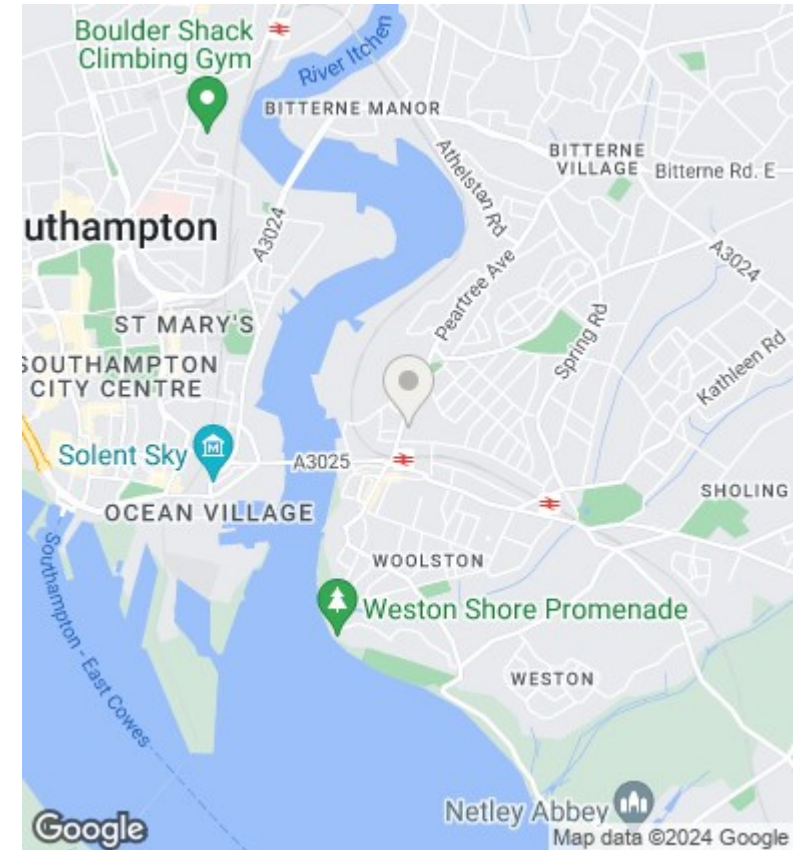 Boulder Shack
Climbing Gym
River Itchen
BITTERNE MANOR
Athelstan Rd
BITTERNE
VILLAGE
Bitterne Rd. E
uthampton
A3024
A3024
Peartree Ave
ST MARY'S
Spring Rd
Kathleen Rd
SOUTHAMPTON
CITY CENTRE
Solent Sky
A3025
SHOLING
OCEAN VILLAGE
WOOLSTON
Southampton - East Cowes
Weston Shore Promenade
WESTON
Netley Abbey
Google
Map data ©2024 Google